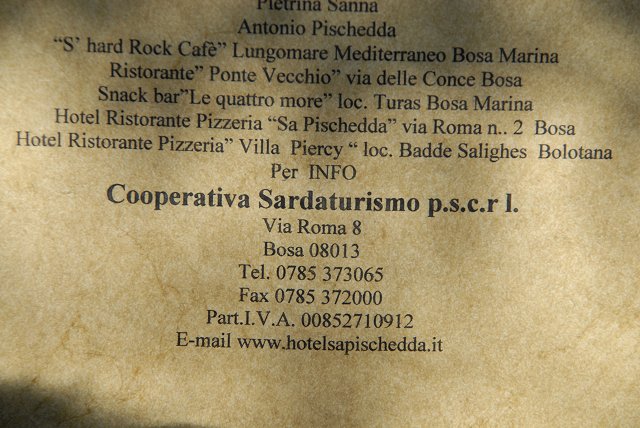 Pietrina Sanna
Antonio Pischedda
“S’ hard Rock Cafè” Lungomare Mediterraneo Bosa Marina
Ristorante” Ponte Vecchio” via delle Conce Bosa
Snack bar”Le quattro more” loc. Turas Bosa Marina
Hotel Ristorante Pizzeria “Sa Pischedda” via Roma n.. 2 Bosa
Hotel Ristorante Pizzeria” Villa Piercy “ loc. Badde Salighes Bolotana
Per INFO
Cooperativa Sardaturismo p.s.c.r l.
Via Roma 8
Bosa 08013
Tel. 0785 373065
Fax 0785 372000
Part.I.V.A. 00852710912
E-mail www.hotelsapischedda.it